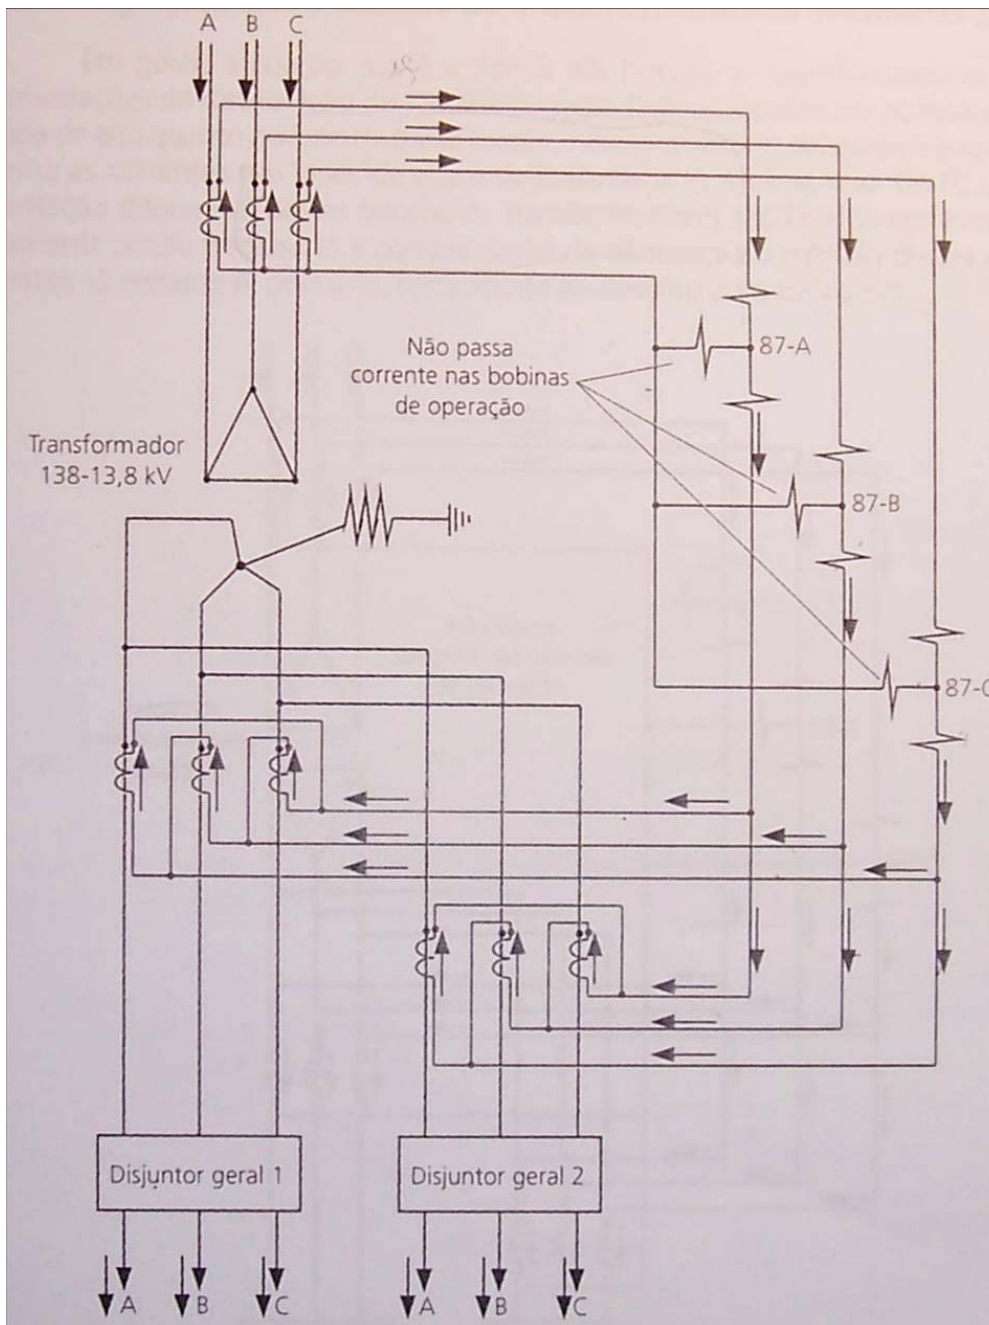 A B C
Não passa
corrente nas bobinas
de operação
87-A
Transformador
138-13,8 kV
87-B
87-C
Disjuntor geral 1
Disjuntor geral 2
A B C A B C